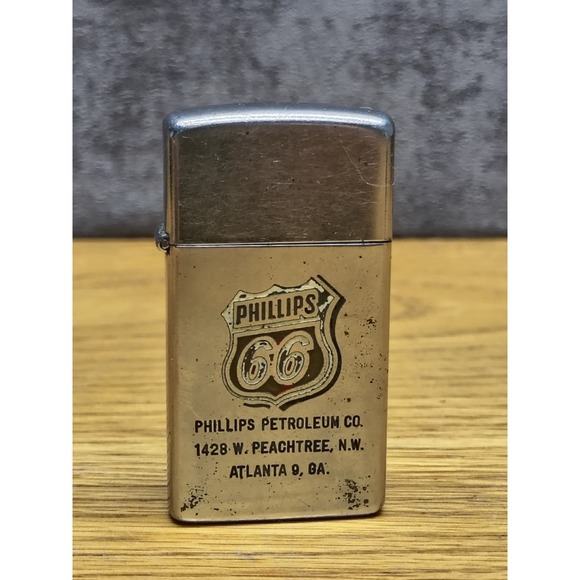 PHILLIPS
66
PHILLIPS PETROLEUM CO.
1428 W. PEACHTREE, N.W.
ATLANTA 9, GA.